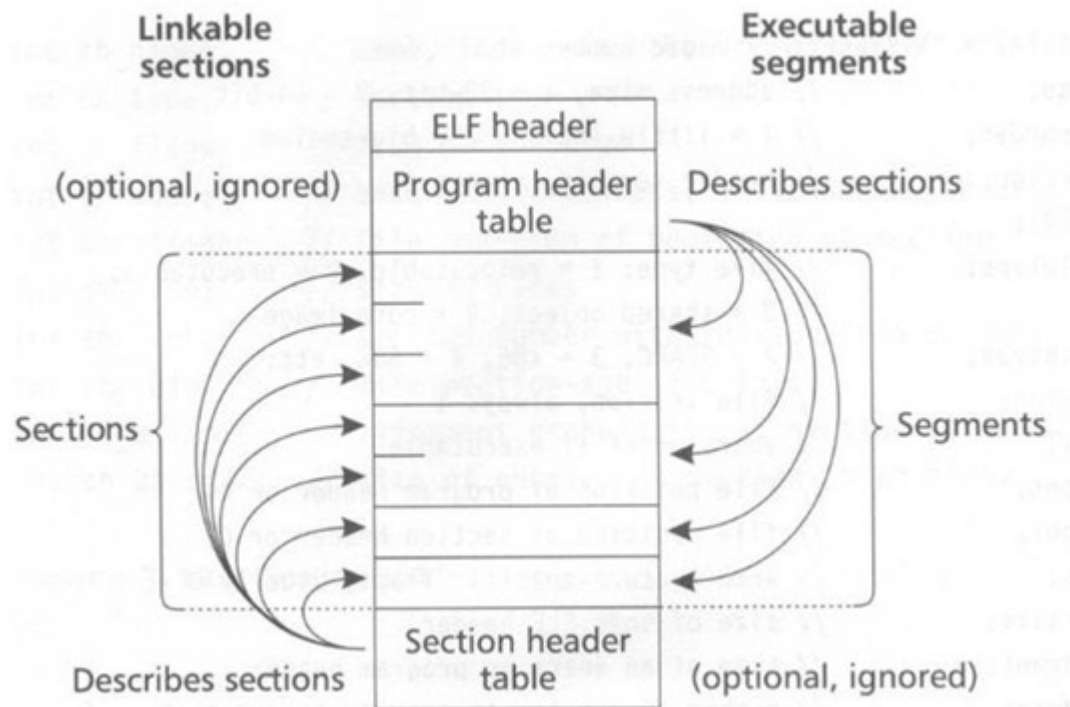 Linkable
sections
Executable
segments
ELF header
(optional, ignored)
Program header
table
Describes sections
Sections
Segments
Describes sections
Section header
table
(optional, ignored)